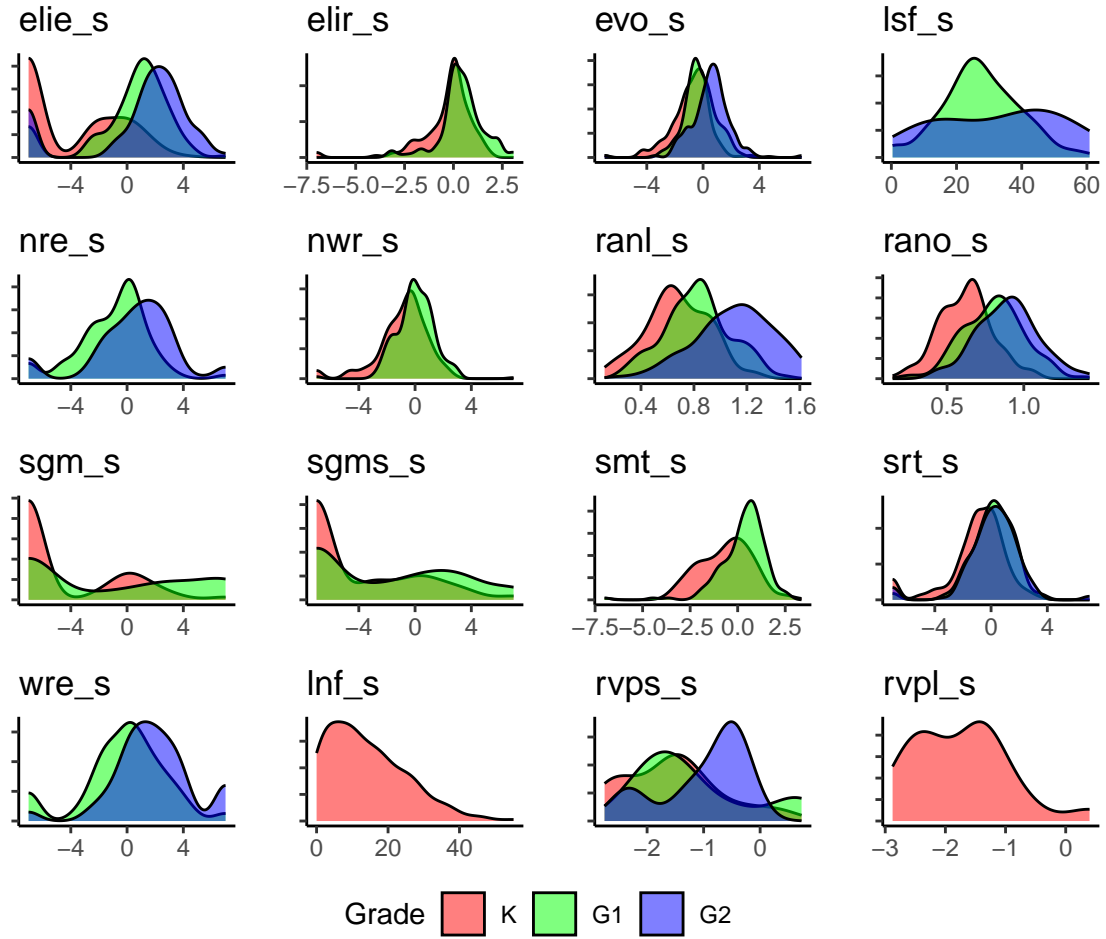 elie_s elir_s evo_s lsf_s
−4 0 4 −7.5 −5.0 −2.5 0.0 2.5 −4 0 4 0 20 40 60
nre_s nwr_s ranl_s rano_s
−4 0 4 −4 0 4 0.4 0.8 1.2 1.6 0.5 1.0
sgm_s sgms_s smt_s srt_s
−4 0 4 −4 0 4 −7.5 −5.0 −2.5 0.0 2.5 −4 0 4
wre_s lnf_s rvps_s rvpl_s
−4 0 4 0 20 40 −2 −1 0 −3 −2 −1 0
Grade K G1 G2